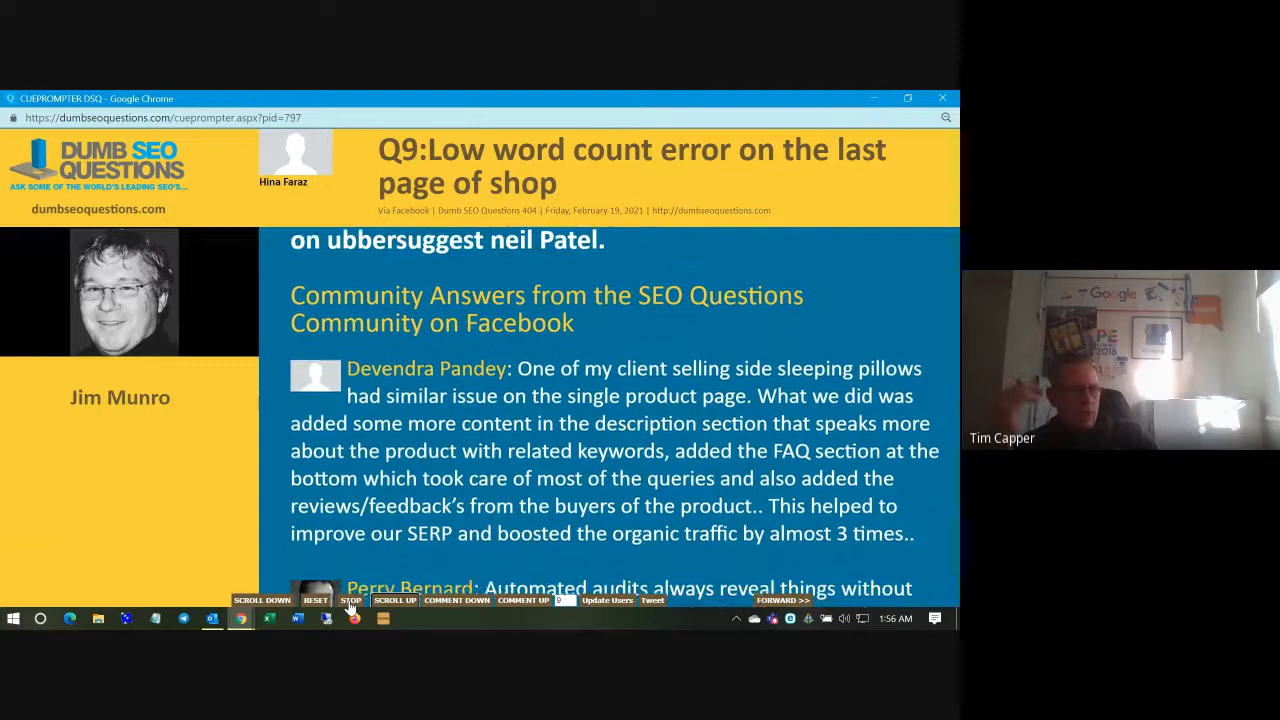 CUEPROMPTER DSQ - Google Chrome
https://dumbseoquestions.com/cueprompter.aspx?pid=797
DUMB SEO
QUESTIONS
ASK SOME OF THE WORLD'S LEADING SEO'S...
dumbseoquestions.com
Hina Faraz
Q9:Low word count error on the last
page of shop
Via Facebook | Dumb SEO Questions 404 | Friday, February 19, 2021 | http://dumbseoquestions.com
Jim Munro
on ubbersuggest neil Patel.
Community Answers from the SEO Questions
Community on Facebook
Devendra Pandey: One of my client selling side sleeping pillows
had similar issue on the single product page. What we did was
added some more content in the description section that speaks more
about the product with related keywords, added the FAQ section at the
bottom which took care of most of the queries and also added the
reviews/feedback's from the buyers of the product.. This helped to
improve our SERP and boosted the organic traffic by almost 3 times..
Perry Bernard: Automated audits always reveal things without
SCROLL DOWN RESET STOP SCROLL UP COMMENT DOWN COMMENT UP 9 Update Users Tweet FORWARD >>
1:56 AM
Google
2018
Tim Capper